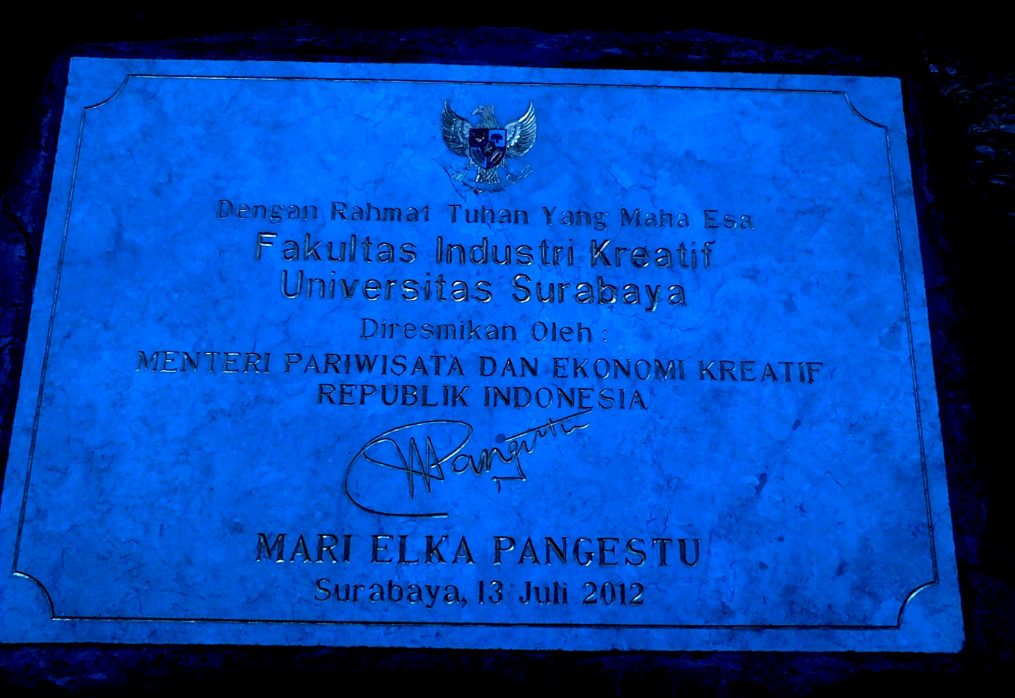 Dengan Rahmat Tuhan Yang Maha Esa
Fakultas Industri Kreatif
Universitas Surabaya
Diresmikan Oleh :
MENTERI PARIWISATA DAN EKONOMI KREATIF
REPUBLIK INDONESIA
MPangestu
MARI ELKA PANGESTU
Surabaya, 13 Juli 2012